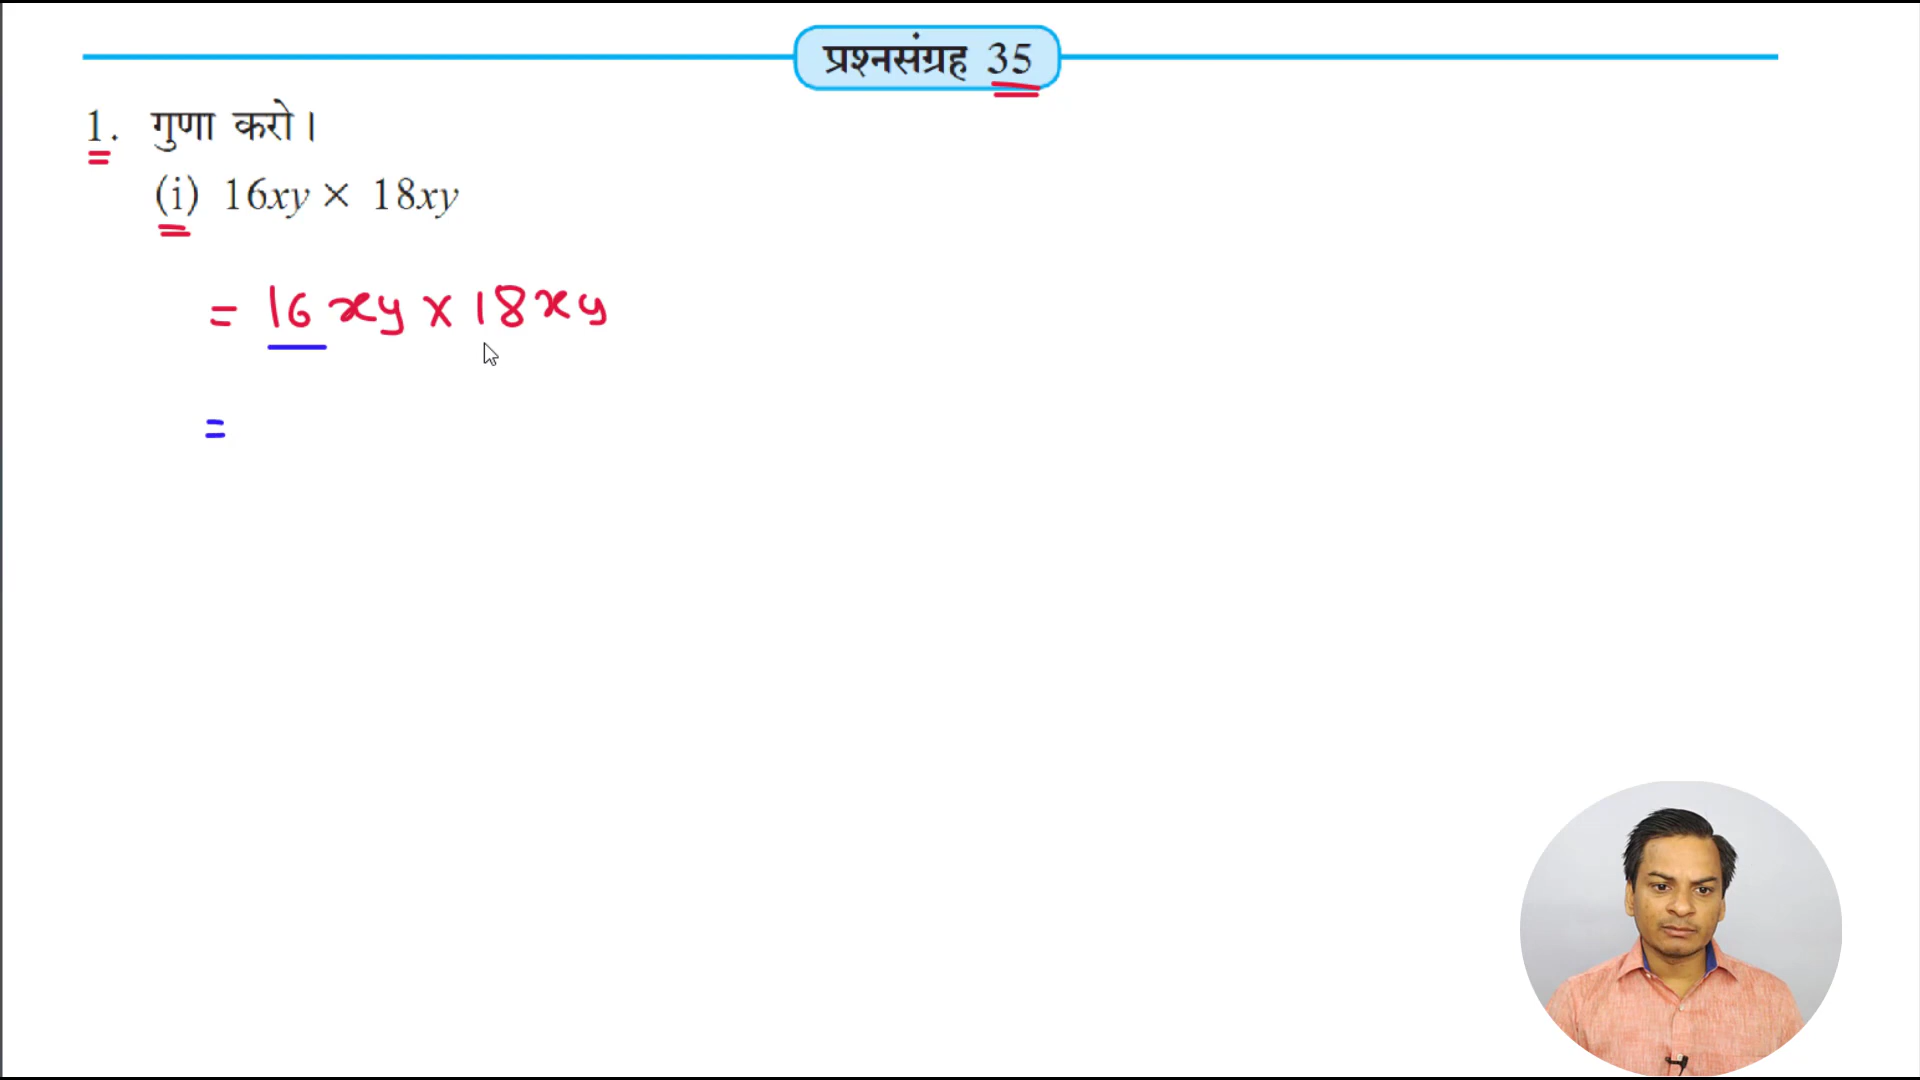 प्रश्नसंग्रह 35
1. गुणा करो।
(i) 16xy × 18xy
= 16xy × 18xy
=